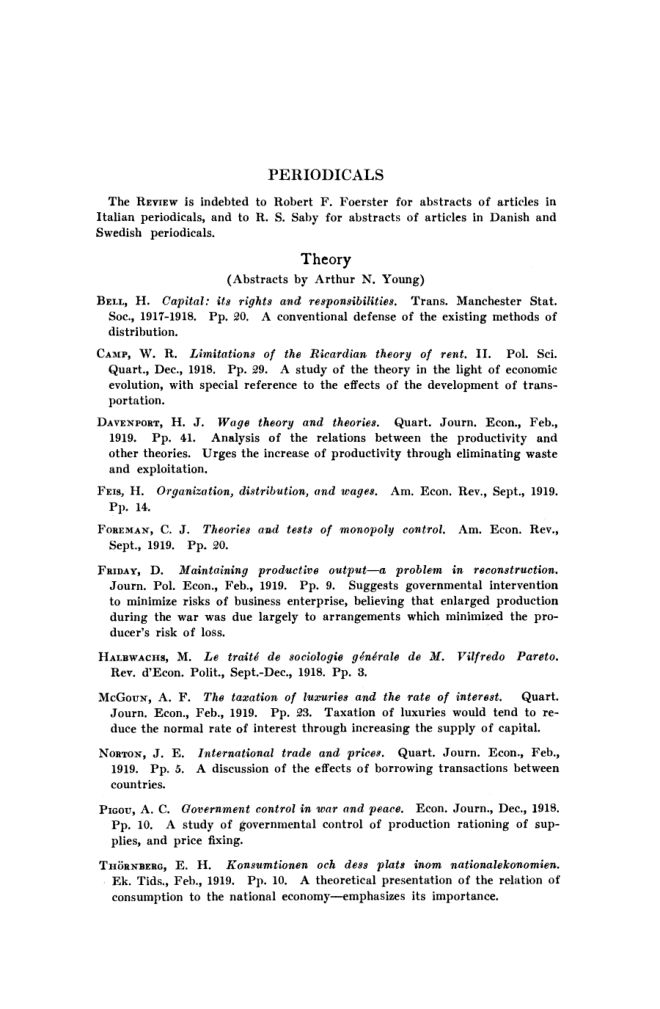 PERIODICALS
The REVIEW is indebted to Robert F. Foerster for abstracts of articles in
Italian periodicals, and to R. S. Saby for abstracts of articles in Danish and
Swedish periodicals.
Theory
(Abstracts by Arthur N. Young)
BELL, H. Capital: its rights and responsibilities. Trans. Manchester Stat.
Soc., 1917-1918. Pp. 20. A conventional defense of the existing methods of
distribution.
CAMP, W. R. Limitations of the Ricardian theory of rent. II. Pol. Sci.
Quart., Dec., 1918. Pp. 29. A study of the theory in the light of economic
evolution, with special reference to the effects of the development of trans-
portation.
DAVENPORT, H. J. Wage theory and theories. Quart. Journ. Econ., Feb.,
1919. Pp. 41. Analysis of the relations between the productivity and
other theories. Urges the increase of productivity through eliminating waste
and exploitation.
FEIS, H. Organization, distribution, and wages. Am. Econ. Rev., Sept., 1919.
Pp. 14.
FOREMAN, C. J. Theories and tests of monopoly control. Am. Econ. Rev.,
Sept., 1919. Pp. 20.
FRIDAY, D. Maintaining productive output—a problem in reconstruction.
Journ. Pol. Econ., Feb., 1919. Pp. 9. Suggests governmental intervention
to minimize risks of business enterprise, believing that enlarged production
during the war was due largely to arrangements which minimized the pro-
ducer's risk of loss.
HALBWACHS, M. Le traité de sociologie générale de M. Vilfredo Pareto.
Rev. d'Econ. Polit., Sept.-Dec., 1918. Pp. 3.
MCGOUN, A. F. The taxation of luxuries and the rate of interest. Quart.
Journ. Econ., Feb., 1919. Pp. 23. Taxation of luxuries would tend to re-
duce the normal rate of interest through increasing the supply of capital.
NORTON, J. E. International trade and prices. Quart. Journ. Econ., Feb.,
1919. Pp. 5. A discussion of the effects of borrowing transactions between
countries.
PIGOU, A. C. Government control in war and peace. Econ. Journ., Dec., 1918.
Pp. 10. A study of governmental control of production rationing of sup-
plies, and price fixing.
THÖRNBERG, E. H. Konsumtionen och dess plats inom nationalekonomien.
Ek. Tids., Feb., 1919. Pp. 10. A theoretical presentation of the relation of
consumption to the national economy—emphasizes its importance.